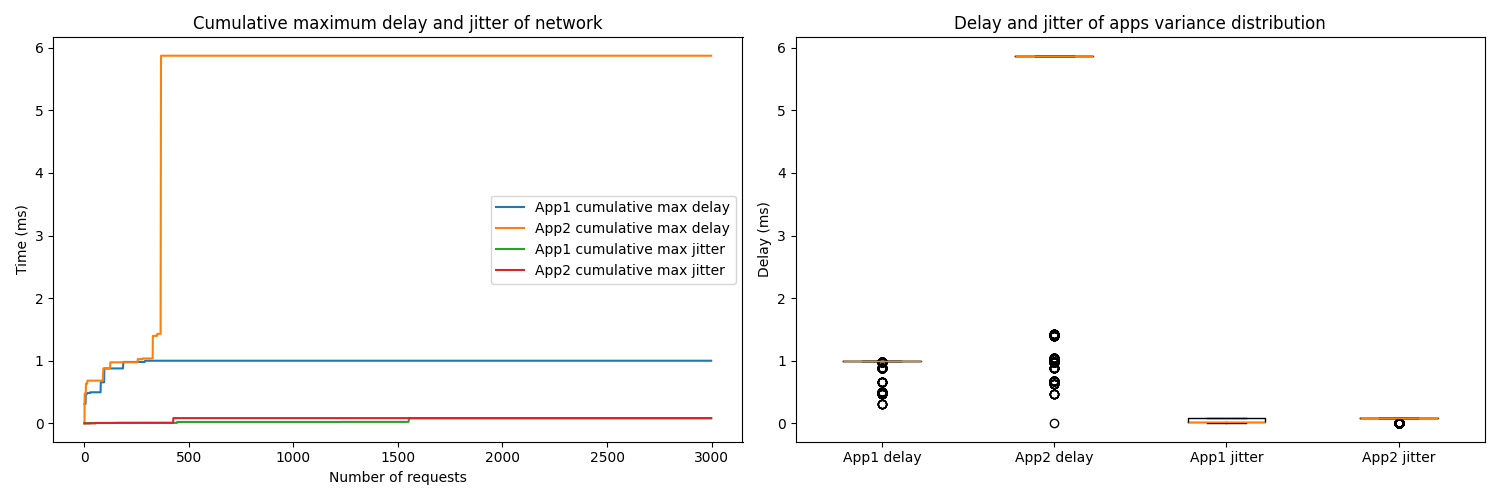 Cumulative maximum delay and jitter of network
Time (ms)
6
5
4
3
2
1
0
0 500 1000 1500 2000 2500 3000
Number of requests
App1 cumulative max delay
App2 cumulative max delay
App1 cumulative max jitter
App2 cumulative max jitter
Delay and jitter of apps variance distribution
Delay (ms)
6
5
4
3
2
1
0
App1 delay App2 delay App1 jitter App2 jitter